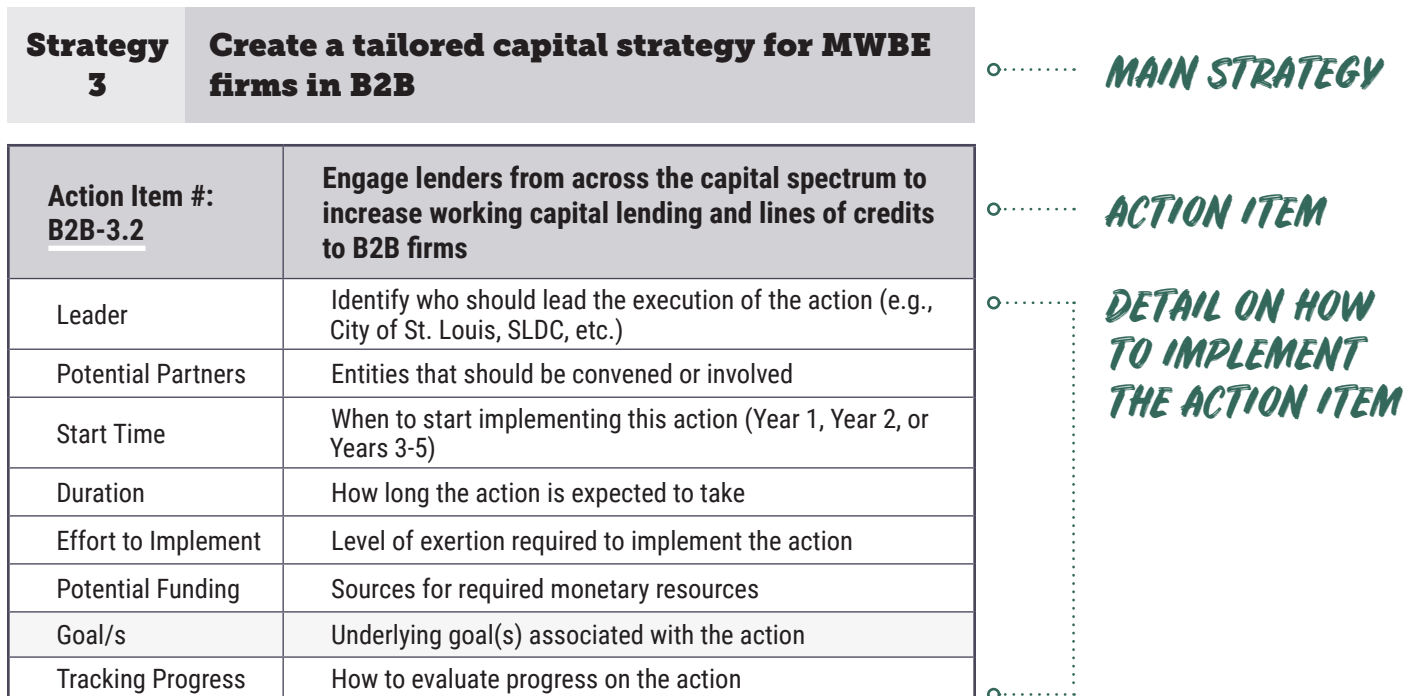 Strategy
3
Create a tailored capital strategy for MWBE
firms in B2B
MAIN STRATEGY
Action Item #:
B2B-3.2
Engage lenders from across the capital spectrum to
increase working capital lending and lines of credits
to B2B firms
ACTION ITEM
Leader
Identify who should lead the execution of the action (e.g.,
City of St. Louis, SLDC, etc.)
DETAIL ON HOW
TO IMPLEMENT
THE ACTION ITEM
Potential Partners
Entities that should be convened or involved
Start Time
When to start implementing this action (Year 1, Year 2, or
Years 3-5)
Duration
How long the action is expected to take
Effort to Implement
Level of exertion required to implement the action
Potential Funding
Sources for required monetary resources
Goal/s
Underlying goal(s) associated with the action
Tracking Progress
How to evaluate progress on the action